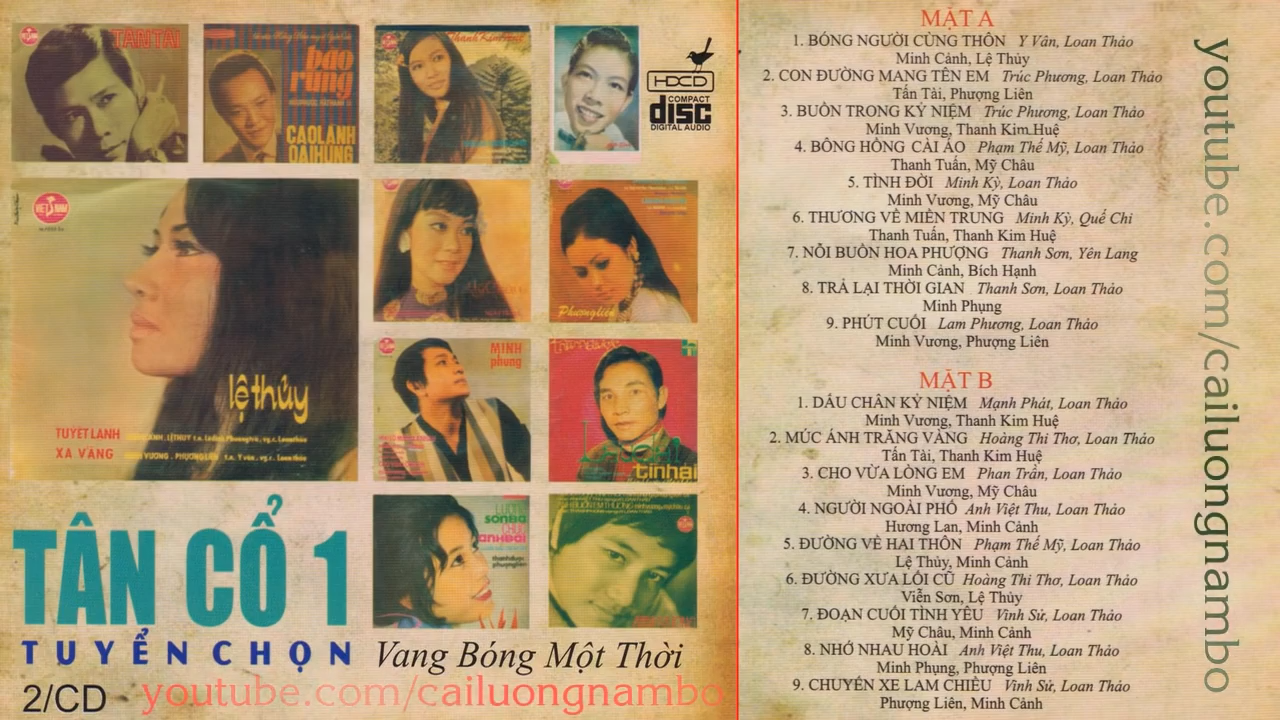 TẤN TÀI
bão rừng
CAO LÃNH
ĐẠI HÙNG
Thanh Kim Huệ
HDCD
COMPACT
disc
DIGITAL AUDIO
VIỆT NAM
lệ thủy
TUYẾT LẠNH
XA VẮNG
Phượng Liên
MINH
phụng
tình hai
TÂN CỔ 1
TUYỂN CHỌN
Vang Bóng Một Thời
2/CD
youtube.com/cailuongnambo
MẶT A
1. BÓNG NGƯỜI CÙNG THÔN Y Vân, Loan Thảo
Minh Cảnh, Lệ Thủy
2. CON ĐƯỜNG MANG TÊN EM Trúc Phương, Loan Thảo
Tấn Tài, Phượng Liên
3. BUỒN TRONG KỶ NIỆM Trúc Phương, Loan Thảo
Minh Vương, Thanh Kim Huệ
4. BÔNG HỒNG CÀI ÁO Phạm Thế Mỹ, Loan Thảo
Thanh Tuấn, Mỹ Châu
5. TÌNH ĐỜI Minh Kỳ, Loan Thảo
Minh Vương, Mỹ Châu
6. THƯƠNG VỀ MIỀN TRUNG Minh Kỳ, Quế Chi
Thanh Tuấn, Thanh Kim Huệ
7. NỖI BUỒN HOA PHƯỢNG Thanh Sơn, Yên Lang
Minh Cảnh, Bích Hạnh
8. TRẢ LẠI THỜI GIAN Thanh Sơn, Loan Thảo
Minh Phụng
9. PHÚT CUỐI Lam Phương, Loan Thảo
Minh Vương, Phượng Liên
MẶT B
1. DẤU CHÂN KỶ NIỆM Mạnh Phát, Loan Thảo
Minh Vương, Thanh Kim Huệ
2. MÚC ÁNH TRĂNG VÀNG Hoàng Thi Thơ, Loan Thảo
Tấn Tài, Thanh Kim Huệ
3. CHO VỪA LÒNG EM Phan Trần, Loan Thảo
Minh Vương, Mỹ Châu
4. NGƯỜI NGOÀI PHỐ Anh Việt Thu, Loan Thảo
Hương Lan, Minh Cảnh
5. ĐƯỜNG VỀ HAI THÔN Phạm Thế Mỹ, Loan Thảo
Lệ Thủy, Minh Cảnh
6. ĐƯỜNG XƯA LỐI CŨ Hoàng Thi Thơ, Loan Thảo
Viễn Sơn, Lệ Thủy
7. ĐOẠN CUỐI TÌNH YÊU Vinh Sử, Loan Thảo
Mỹ Châu, Minh Cảnh
8. NHỚ NHAU HOÀI Anh Việt Thu, Loan Thảo
Minh Phụng, Phượng Liên
9. CHUYẾN XE LAM CHIỀU Vinh Sử, Loan Thảo
Phượng Liên, Minh Cảnh
youtube.com/cailuongnambo